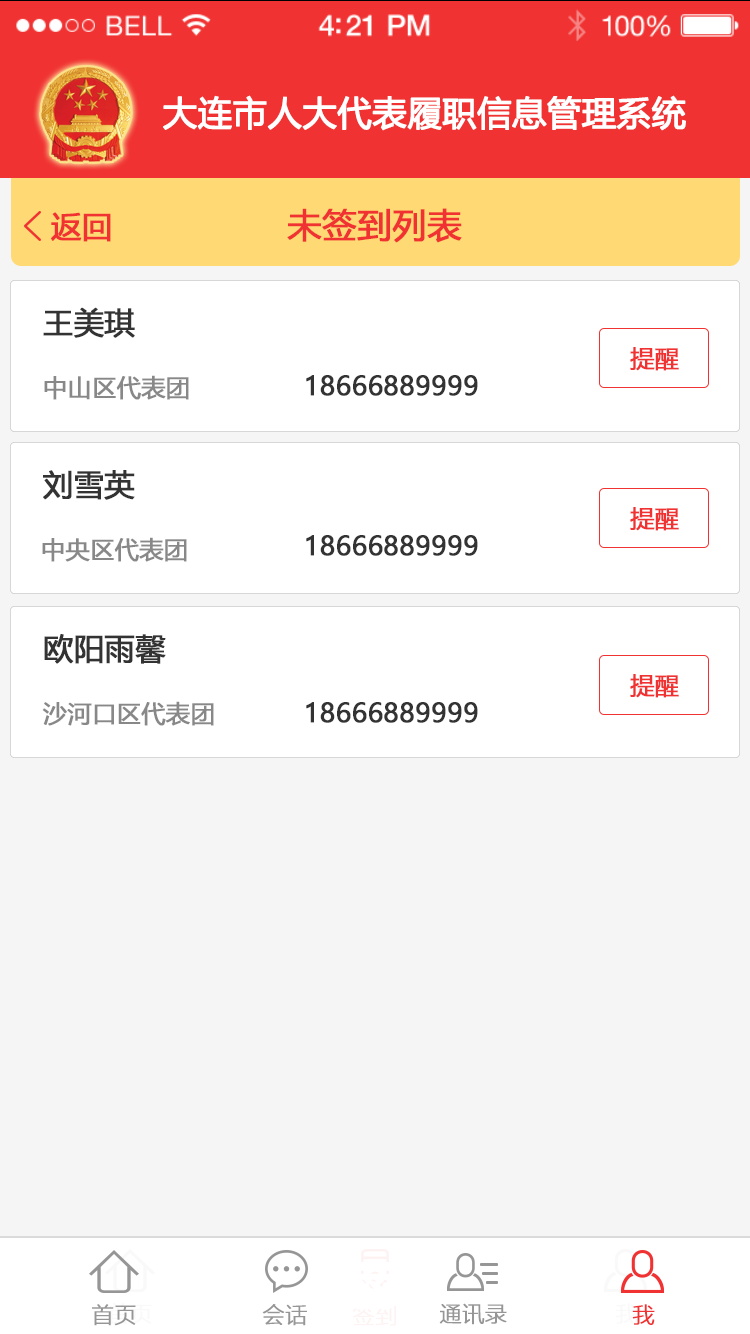 BELL 4:21 PM 100%
大连市人大代表履职信息管理系统
返回 未签到列表
王美琪
提醒
中山区代表团 18666889999
刘雪英
提醒
中央区代表团 18666889999
欧阳雨馨
提醒
沙河口区代表团 18666889999
首页 会话 签到 通讯录 我